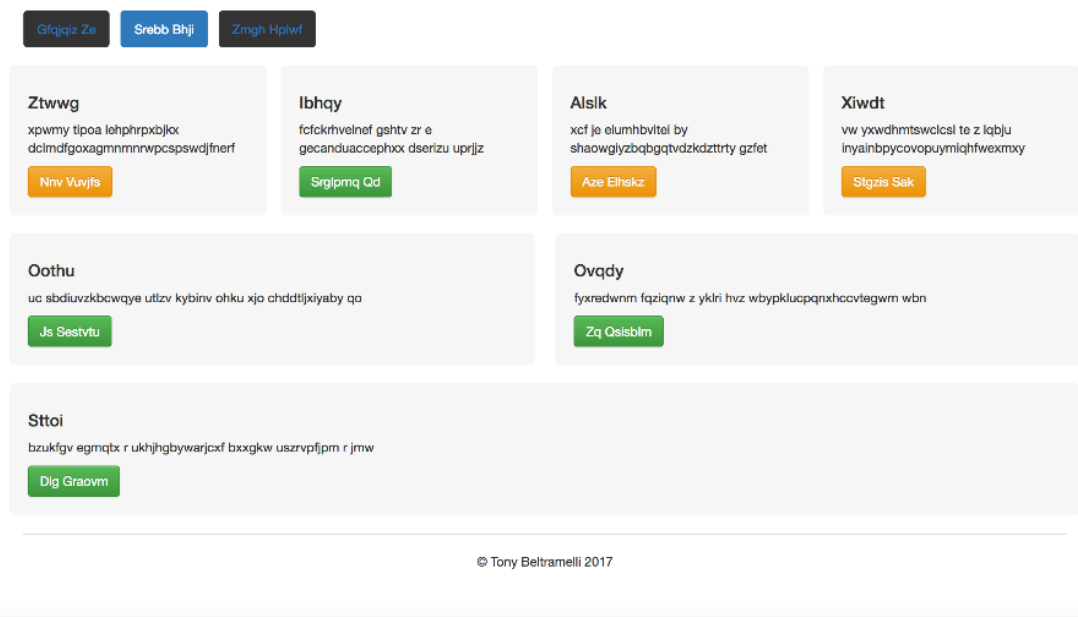 Gfqjqiz Ze
Srebb Bhji
Zmgh Hplwf
Ztwwg
xpwmy tipoa lehphrpxbjkx
dclmdfgoxagmnmnrwpcspswdjfnerf
Nnv Vuvjfs
Ibhqy
fcfckrhvelnef gshtv zr e
gecanduaccephxx dserizu uprjjz
Srglpmq Qd
Alslk
xcf je elumhbvitei by
shaowgiyzbqbgqtvdzkdzttrty gzfet
Aze Elhskz
Xiwdt
vw yxwdhmtswclcsl te z lqbju
inyainbpycovopuymiqhfwexmxy
Stgzis Sak
Oothu
uc sbdiuvzkbcwqye utlzv kybinv ohku xjo chddtljxiyaby qo
Js Sestvtu
Ovqdy
fyxredwnm fqziqnw z yklri hvz wbypklucpqnxhccvtegwm wbn
Zq Qsisblm
Sttoi
bzukfgv egmqtx r ukhjhgbywarjcxf bxxgkw uszrvpfjpm r jmw
Dlg Graovm
© Tony Beltramelli 2017